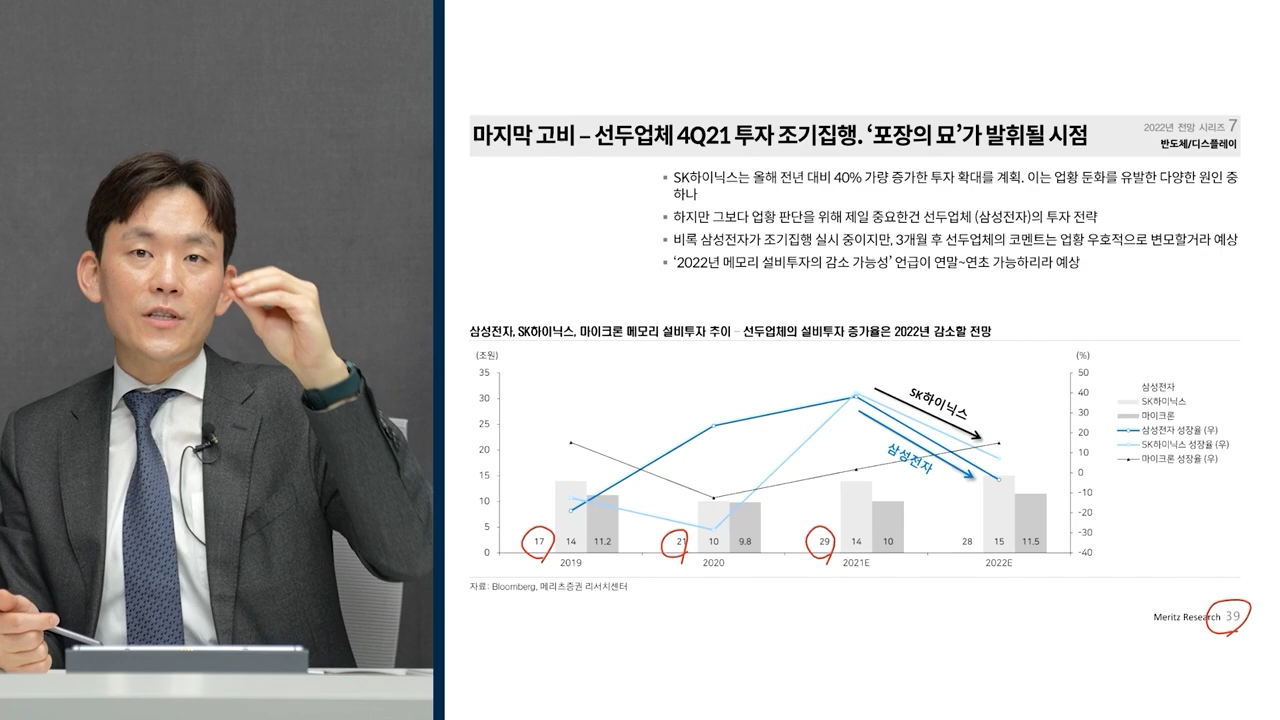 마지막 고비 – 선두업체 4Q21 투자 조기집행. ‘포장의 묘’가 발휘될 시점
2022년 전망 시리즈 7
반도체/디스플레이
▪ SK하이닉스는 올해 전년 대비 40% 가량 증가한 투자 확대를 계획. 이는 업황 둔화를 유발한 다양한 원인 중
하나
▪ 하지만 그보다 업황 판단을 위해 제일 중요한건 선두업체 (삼성전자)의 투자 전략
▪ 비록 삼성전자가 조기집행 실시 중이지만, 3개월 후 선두업체의 코멘트는 업황 우호적으로 변모할거라 예상
▪ ‘2022년 메모리 설비투자의 감소 가능성’ 언급이 연말~연초 가능하리라 예상
삼성전자, SK하이닉스, 마이크론 메모리 설비투자 추이 – 선두업체의 설비투자 증가율은 2022년 감소할 전망
(조원)
(%)
35
30
25
20
15
10
5
0
50
40
30
20
10
0
-10
-20
-30
-40
SK하이닉스
삼성전자
17 14 11.2 21 10 9.8 29 14 10 28 15 11.5
2019 2020 2021E 2022E
삼성전자
SK하이닉스
마이크론
삼성전자 성장율 (우)
SK하이닉스 성장율 (우)
마이크론 성장율 (우)
자료: Bloomberg, 메리츠증권 리서치센터
Meritz Research 39